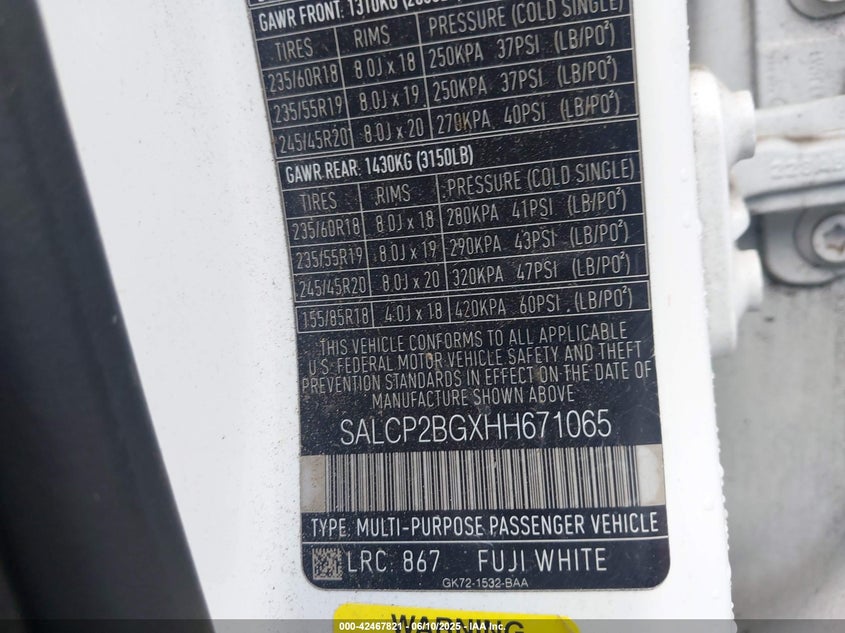 GAWR FRONT: 1310KG
TIRES RIMS PRESSURE (COLD SINGLE)
235/60R18 8.0J x 18 250KPA 37PSI (LB/PO²)
235/55R19 8.0J x 19 250KPA 37PSI (LB/PO²)
245/45R20 8.0J x 20 270KPA 40PSI (LB/PO²)
GAWR REAR: 1430KG (3150LB)
TIRES RIMS PRESSURE (COLD SINGLE)
235/60R18 8.0J x 18 280KPA 41PSI (LB/PO²)
235/55R19 8.0J x 19 290KPA 43PSI (LB/PO²)
245/45R20 8.0J x 20 320KPA 47PSI (LB/PO²)
155/85R18 4.0J x 18 420KPA 60PSI (LB/PO²)
THIS VEHICLE CONFORMS TO ALL APPLICABLE
U.S. FEDERAL MOTOR VEHICLE SAFETY AND THEFT
PREVENTION STANDARDS IN EFFECT ON THE DATE OF
MANUFACTURE SHOWN ABOVE
SALCP2BGXHH671065
TYPE: MULTI-PURPOSE PASSENGER VEHICLE
LRC: 867 FUJI WHITE
GK72-1532-BAA
WARNING
000-42467821 - 06/10/2025 - IAA Inc.